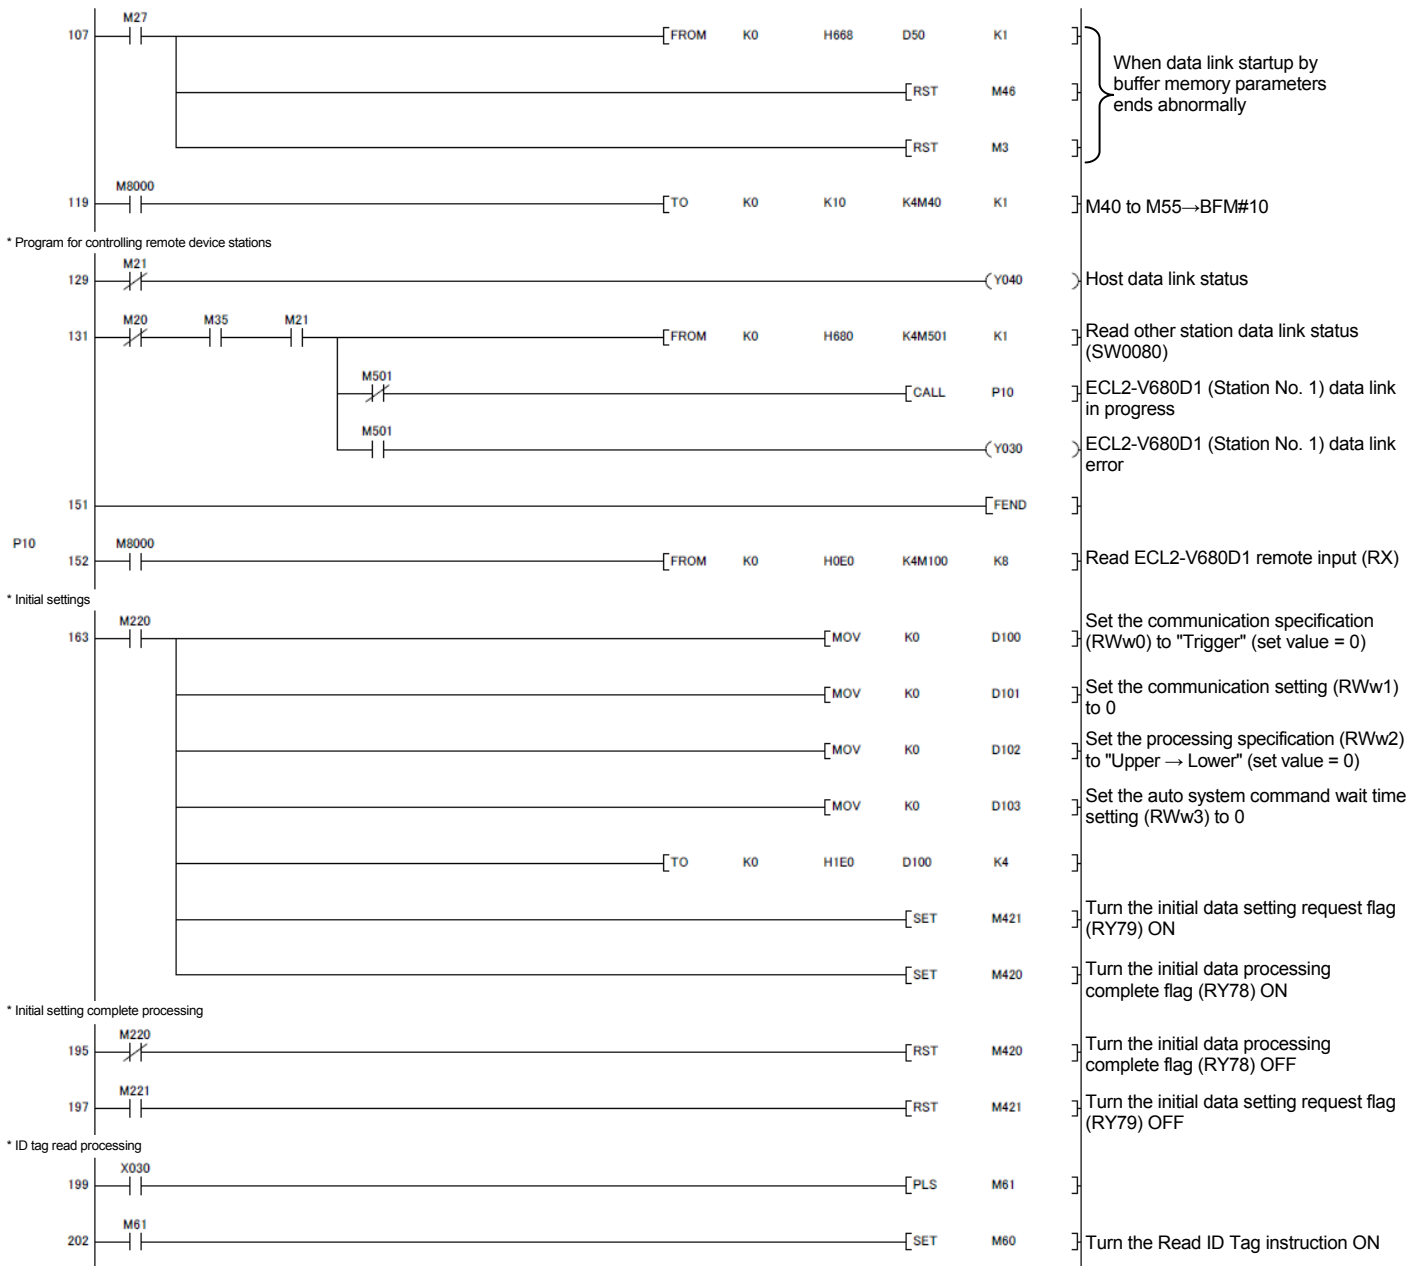 M27
107 FROM K0 H668 D50 K1
When data link startup by
buffer memory parameters
ends abnormally
RST M46
RST M3
M8000
119 TO K0 K10 K4M40 K1 M40 to M55→BFM#10
* Program for controlling remote device stations
M21
129 Y040 Host data link status
M20 M35 M21
131 FROM K0 H680 K4M501 K1 Read other station data link status
(SW0080)
M501
CALL P10 ECL2-V680D1 (Station No. 1) data link
in progress
M501
Y030 ECL2-V680D1 (Station No. 1) data link
error
151 FEND
P10 M8000
152 FROM K0 H0E0 K4M100 K8 Read ECL2-V680D1 remote input (RX)
* Initial settings
M220
163 MOV K0 D100 Set the communication specification
(RWw0) to "Trigger" (set value = 0)
MOV K0 D101 Set the communication setting (RWw1)
to 0
MOV K0 D102 Set the processing specification (RWw2)
to "Upper → Lower" (set value = 0)
MOV K0 D103 Set the auto system command wait time
setting (RWw3) to 0
TO K0 H1E0 D100 K4
SET M421 Turn the initial data setting request flag
(RY79) ON
SET M420 Turn the initial data processing
complete flag (RY78) ON
* Initial setting complete processing
M220
195 RST M420 Turn the initial data processing
complete flag (RY78) OFF
M221
197 RST M421 Turn the initial data setting request flag
(RY79) OFF
* ID tag read processing
X030
199 PLS M61
M61
202 SET M60 Turn the Read ID Tag instruction ON